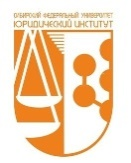 СИБИРСКИЙ ФЕДЕРАЛЬНЫЙ УНИВЕРСИТЕТ
ЮРИДИЧЕСКИЙ ИНСТИТУТ